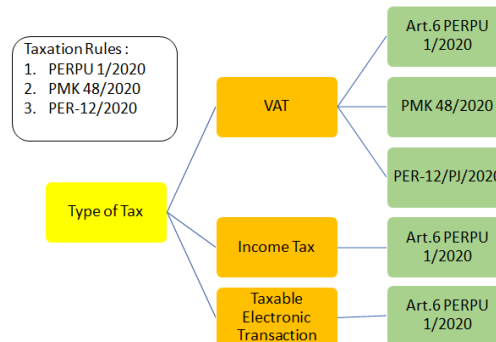 Taxation Rules :
1. PERPU 1/2020
2. PMK 48/2020
3. PER-12/2020
Type of Tax
VAT
Art.6 PERPU
1/2020
PMK 48/2020
PER-12/PJ/2020
Income Tax
Art.6 PERPU
1/2020
Taxable
Electronic
Transaction
Art.6 PERPU
1/2020